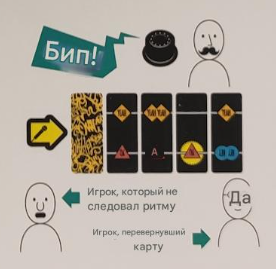 Бип!
Игрок, который не
следовал ритму
Да
Игрок, перевернувший
карту